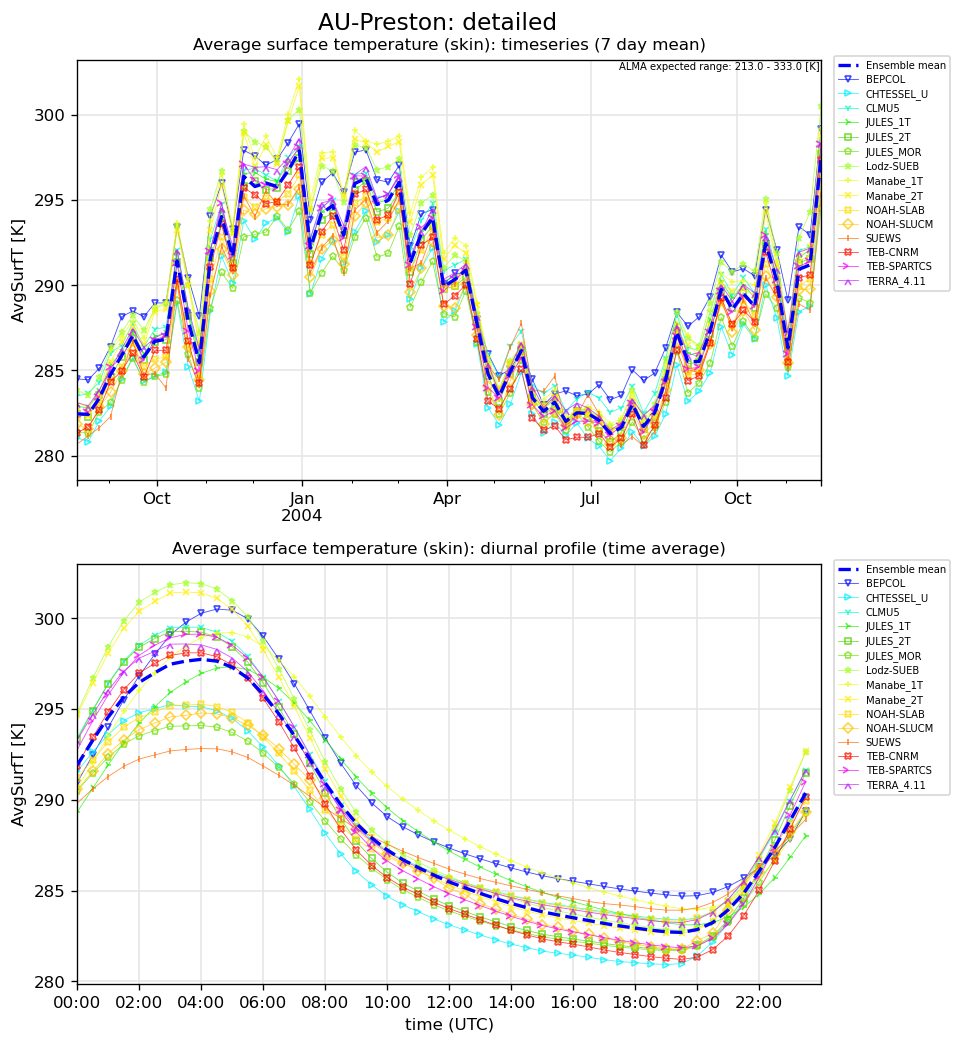 AU-Preston: detailed
Average surface temperature (skin): timeseries (7 day mean)
ALMA expected range: 213.0 - 333.0 [K]
AvgSurfT [K]
300
295
290
285
280
Oct
Jan
2004
Apr
Jul
Oct
Ensemble mean
BEPCOL
CHTESSEL_U
CLMU5
JULES_1T
JULES_2T
JULES_MOR
Lodz-SUEB
Manabe_1T
Manabe_2T
NOAH-SLAB
NOAH-SLUCM
SUEWS
TEB-CNRM
TEB-SPARTCS
TERRA_4.11
Average surface temperature (skin): diurnal profile (time average)
AvgSurfT [K]
300
295
290
285
280
00:00
02:00
04:00
06:00
08:00
10:00
12:00
14:00
16:00
18:00
20:00
22:00
time (UTC)
Ensemble mean
BEPCOL
CHTESSEL_U
CLMU5
JULES_1T
JULES_2T
JULES_MOR
Lodz-SUEB
Manabe_1T
Manabe_2T
NOAH-SLAB
NOAH-SLUCM
SUEWS
TEB-CNRM
TEB-SPARTCS
TERRA_4.11